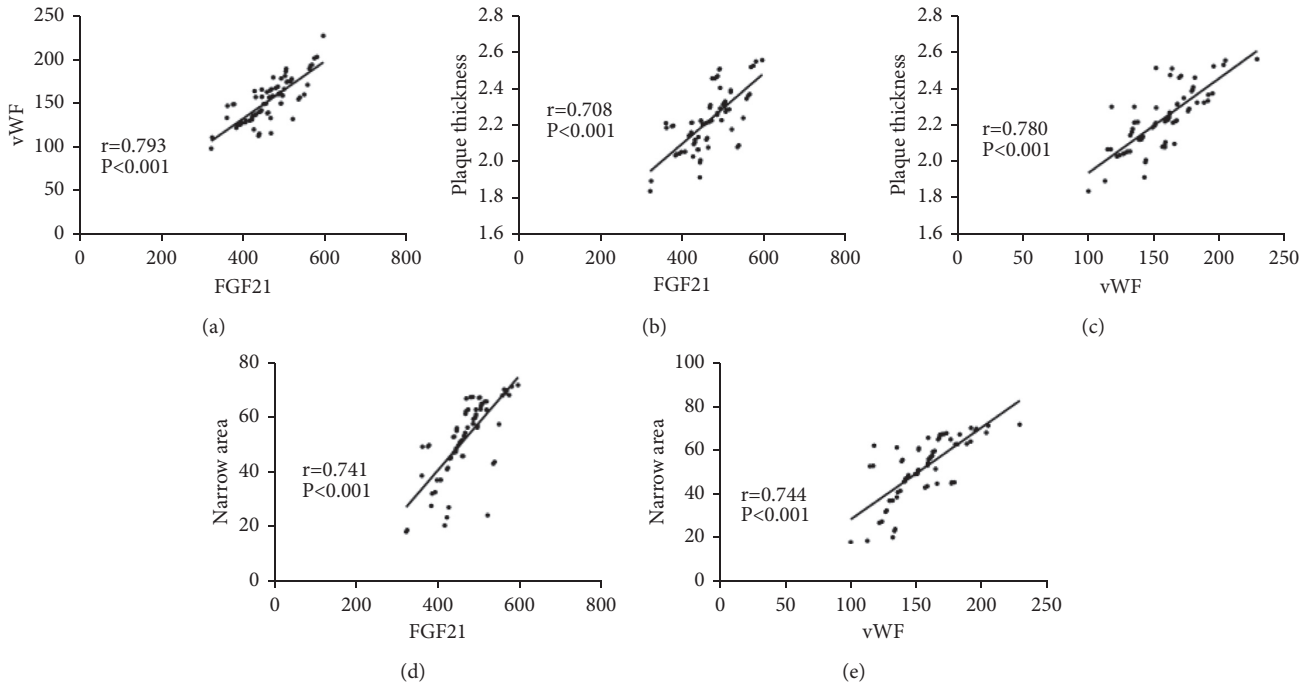 250
200
150
100
50
0
vWF
r=0.793
P<0.001
0 200 400 600 800
FGF21
(a)
2.8
2.6
2.4
2.2
2.0
1.8
1.6
Plaque thickness
r=0.708
P<0.001
0 200 400 600 800
FGF21
(b)
2.8
2.6
2.4
2.2
2.0
1.8
1.6
Plaque thickness
r=0.780
P<0.001
0 50 100 150 200 250
vWF
(c)
80
60
40
20
0
Narrow area
r=0.741
P<0.001
0 200 400 600 800
FGF21
(d)
100
80
60
40
20
0
Narrow area
r=0.744
P<0.001
0 50 100 150 200 250
vWF
(e)